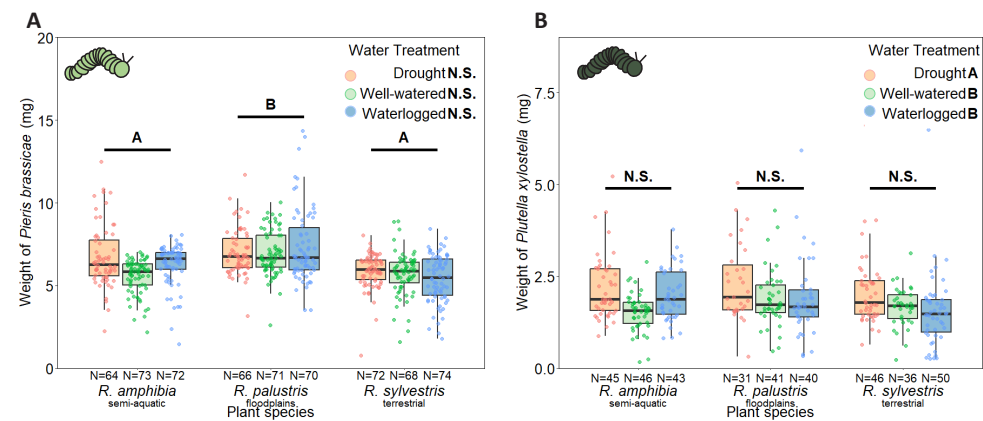 A
20
15
10
5
0
Weight of Pieris brassicae (mg)
Water Treatment
Drought N.S.
Well-watered N.S.
Waterlogged N.S.
A
B
A
N=64 N=73 N=72
N=66 N=71 N=70
N=72 N=68 N=74
R. amphibia
semi-aquatic
R. palustris
floodplains.
R. sylvestris
terrestrial
Plant species
B
7.5
5.0
2.5
0.0
Weight of Plutella xylostella (mg)
Water Treatment
Drought A
Well-watered B
Waterlogged B
N.S.
N.S.
N.S.
N=45 N=46 N=43
N=31 N=41 N=40
N=46 N=36 N=50
R. amphibia
semi-aquatic
R. palustris
floodplains.
R. sylvestris
terrestrial
Plant species